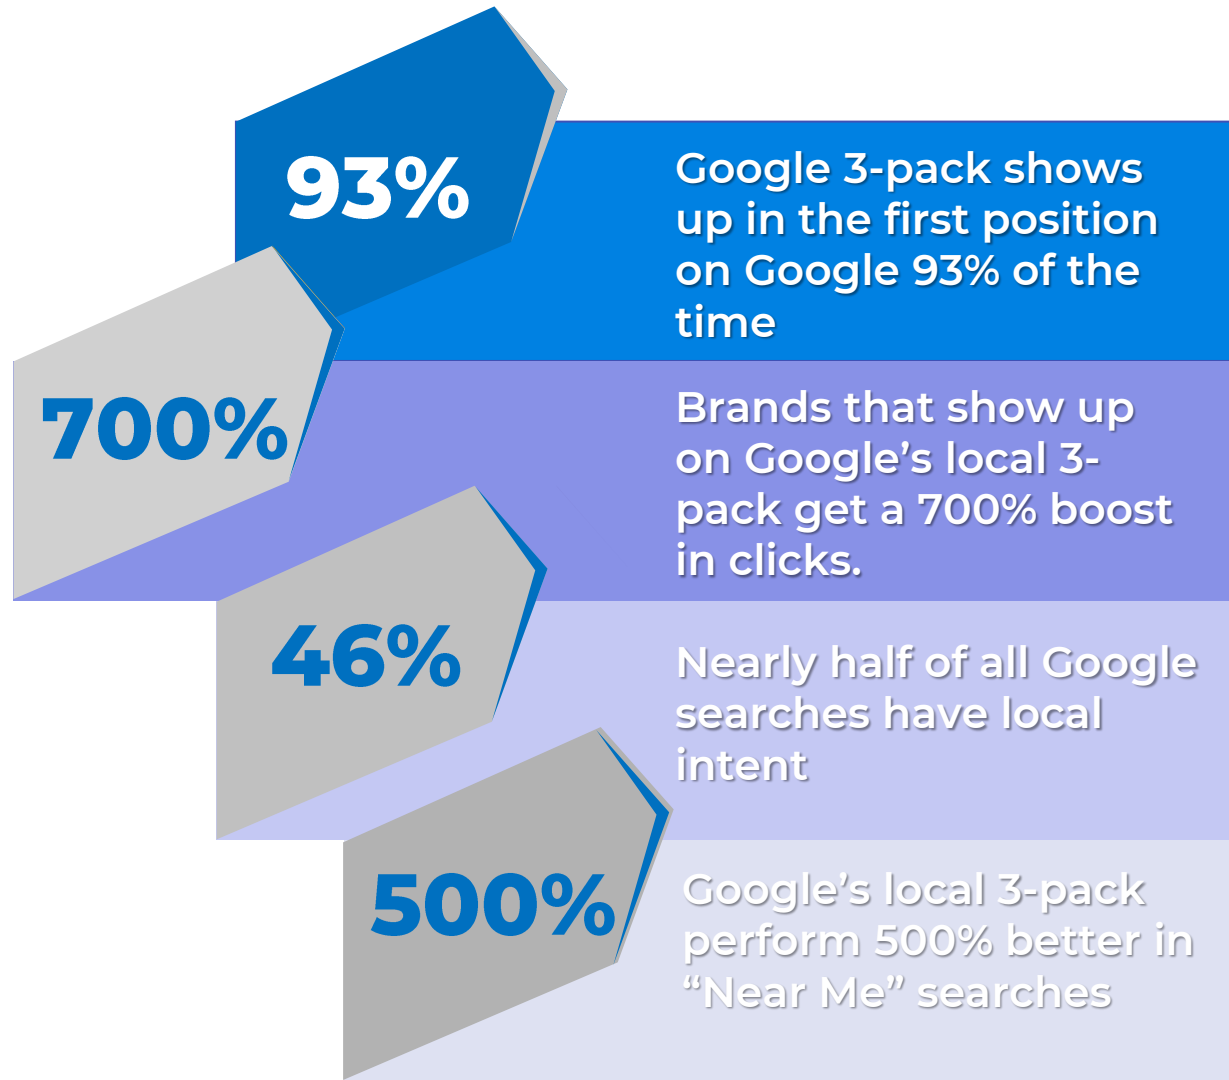 93%
Google 3-pack shows
up in the first position
on Google 93% of the
time
700%
Brands that show up
on Google’s local 3-
pack get a 700% boost
in clicks.
46%
Nearly half of all Google
searches have local
intent
500%
Google’s local 3-pack
perform 500% better in
“Near Me” searches